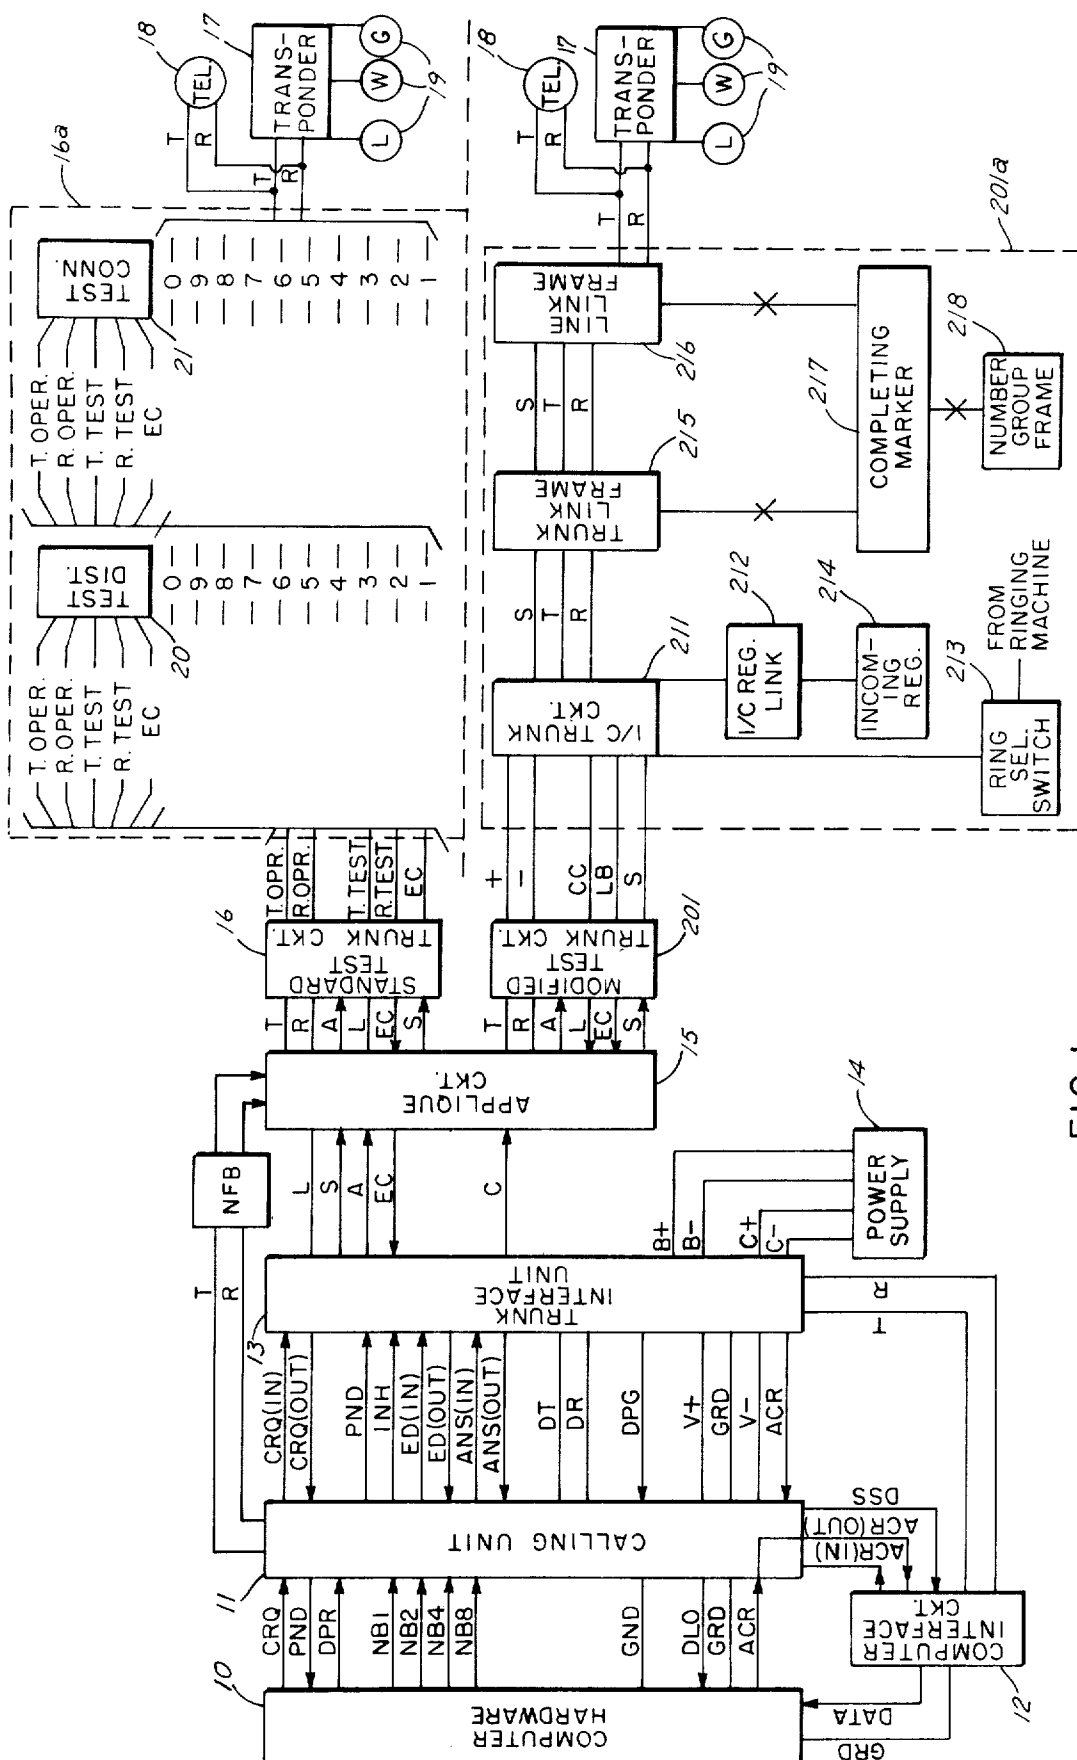 18
17
TEL.
TRANS-
PONDER
G
W
L
19
T
R
T
R
16a
TEST
CONN.
21
T. OPER.
R. OPER.
T. TEST
R. TEST
EC
0
9
8
7
6
5
4
3
2
1
TEST
DIST.
20
T. OPER.
R. OPER.
T. TEST
R. TEST
EC
0
9
8
7
6
5
4
3
2
1
18
17
TEL.
TRANS-
PONDER
G
W
L
19
T
R
T
R
201a
LINE
LINK
FRAME
216
S
T
R
TRUNK
LINK
FRAME
215
S
T
R
COMPLETING
MARKER
217
NUMBER
GROUP
FRAME
218
I/C TRUNK
CKT.
211
I/C REG.
LINK
212
INCOM-
ING
REG.
214
RING
SEL.
SWITCH
213
FROM
RINGING
MACHINE
T.OPR.
R.OPR.
T.TEST
R.TEST
EC
STANDARD
TEST
TRUNK CKT.
16
T
R
A
L
EC
S
+
-
CC
LB
S
MODIFIED
TEST
TRUNK CKT.
201
T
R
A
L
EC
S
APPLIQUE
CKT.
15
NFB
T
R
L
S
A
EC
C
TRUNK
INTERFACE
UNIT
13
B+
B-
C+
C-
POWER
SUPPLY
14
R
T
CRQ(IN)
CRQ(OUT)
PND
INH
ED(IN)
ED(OUT)
ANS(IN)
ANS(OUT)
DT
DR
DPG
V+
GRD
V-
ACR
CALLING UNIT
11
DSS
ACR(OUT)
ACR(IN)
CRQ
PND
DPR
NB1
NB2
NB4
NB8
GND
DLO
GRD
ACR
COMPUTER
INTERFACE
CKT.
12
COMPUTER
HARDWARE
10
DATA
GRD